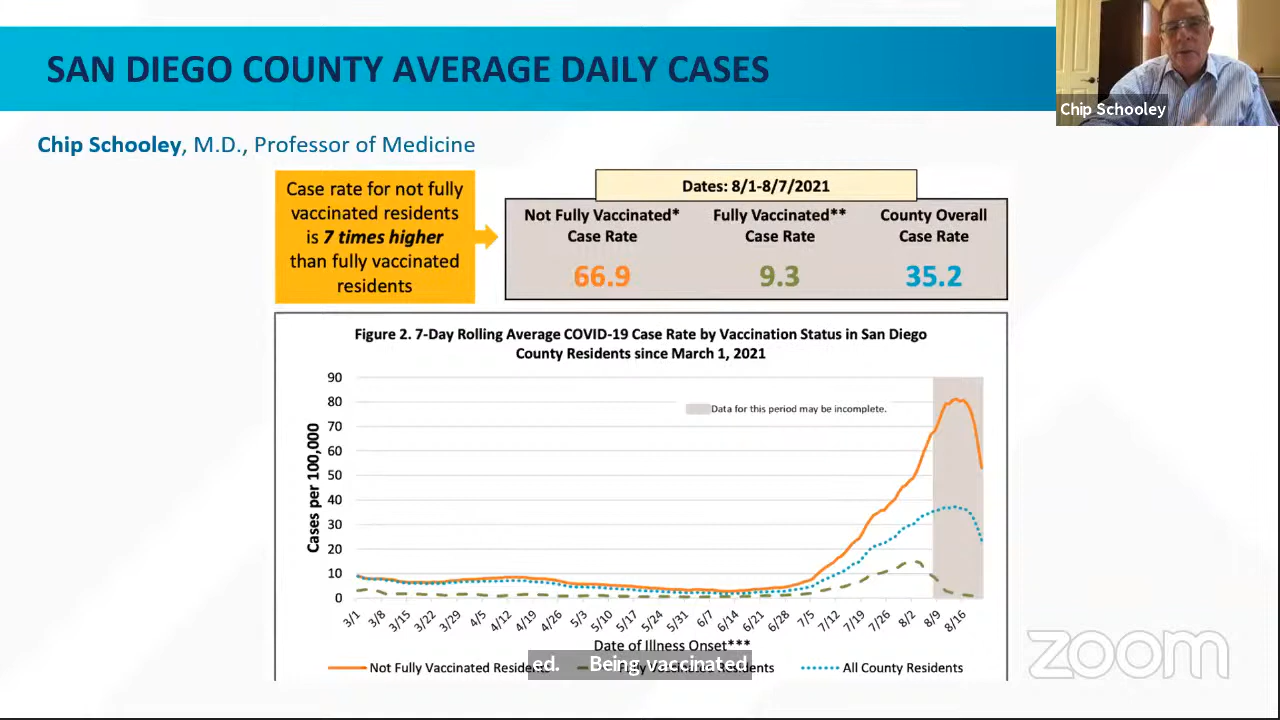 SAN DIEGO COUNTY AVERAGE DAILY CASES
Chip Schooley
Chip Schooley, M.D., Professor of Medicine
Case rate for not fully
vaccinated residents
is 7 times higher
than fully vaccinated
residents
Dates: 8/1-8/7/2021
Not Fully Vaccinated*
Case Rate
66.9
Fully Vaccinated**
Case Rate
9.3
County Overall
Case Rate
35.2
Figure 2. 7-Day Rolling Average COVID-19 Case Rate by Vaccination Status in San Diego
County Residents since March 1, 2021
Data for this period may be incomplete.
Cases per 100,000
90
80
70
60
50
40
30
20
10
0
3/1 3/8 3/15 3/22 3/29 4/5 4/12 4/19 4/26 5/3 5/10 5/17 5/24 5/31 6/7 6/14 6/21 6/28 7/5 7/12 7/19 7/26 8/2 8/9 8/16
Date of Illness Onset***
Not Fully Vaccinated Residents
ed. Being vaccinated
Residents
All County Residents
zoom